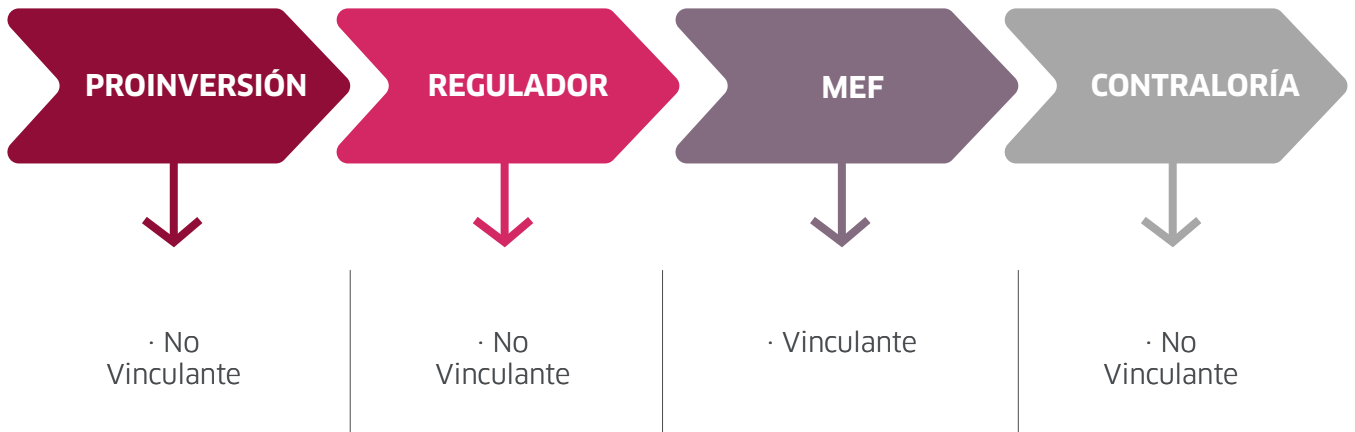 PROINVERSIÓN
REGULADOR
MEF
CONTRALORÍA
· No
Vinculante
· No
Vinculante
· Vinculante
· No
Vinculante